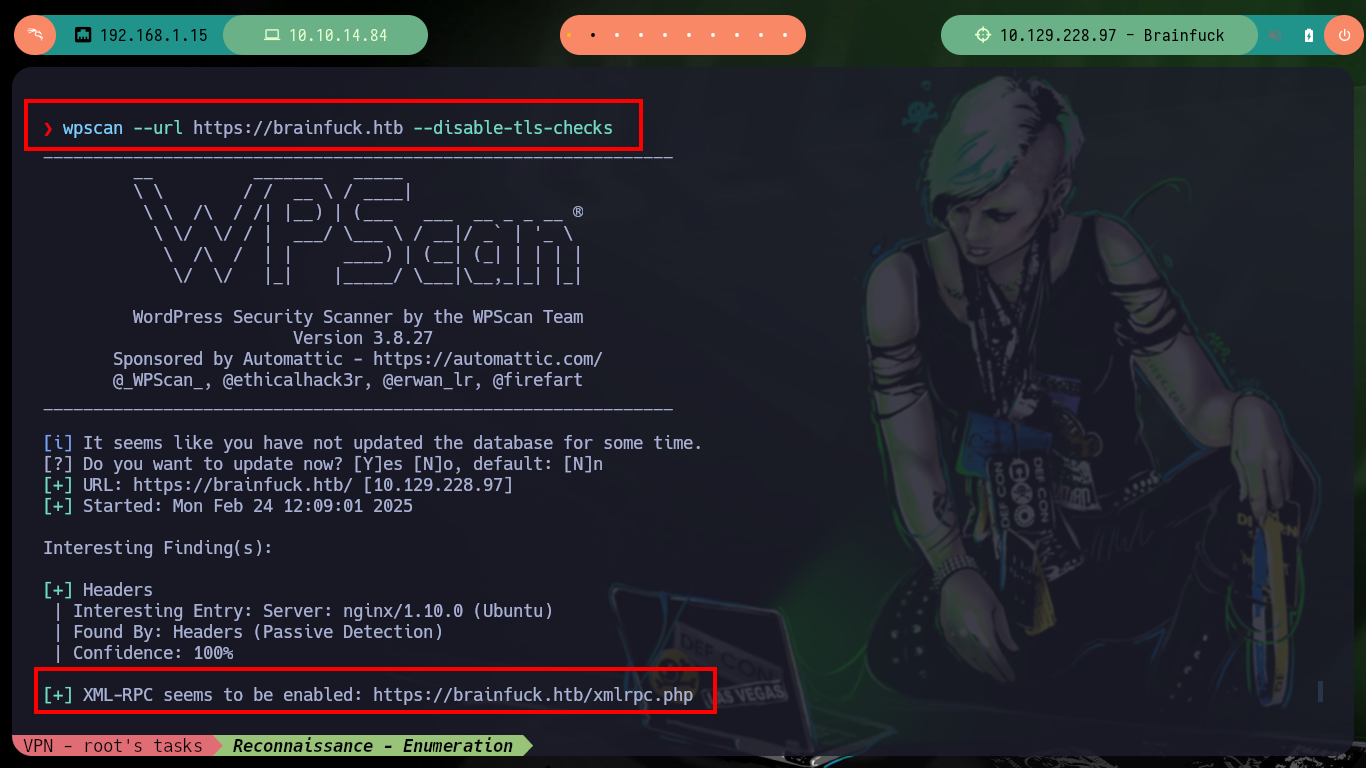 192.168.1.15 10.10.14.84 10.129.228.97 - Brainfuck
❯ wpscan --url https://brainfuck.htb --disable-tls-checks
_______________________________________________________________
         __          _______   _____
         \ \        / /  __ \ / ____|
          \ \  /\  / /| |__) | (___   ___  __ _ _ __ ®
           \ \/  \/ / |  ___/ \___ \ / __|/ _` | '_ \
            \  /\  /  | |     ____) | (__| (_| | | | |
             \/  \/   |_|    |_____/ \___|\__,_|_| |_|
WordPress Security Scanner by the WPScan Team
Version 3.8.27
Sponsored by Automattic - https://automattic.com/
@_WPScan_, @ethicalhack3r, @erwan_lr, @firefart
_______________________________________________________________
[i] It seems like you have not updated the database for some time.
[?] Do you want to update now? [Y]es [N]o, default: [N]n
[+] URL: https://brainfuck.htb/ [10.129.228.97]
[+] Started: Mon Feb 24 12:09:01 2025
Interesting Finding(s):
[+] Headers
| Interesting Entry: Server: nginx/1.10.0 (Ubuntu)
| Found By: Headers (Passive Detection)
| Confidence: 100%
[+] XML-RPC seems to be enabled: https://brainfuck.htb/xmlrpc.php
VPN - root's tasks Reconnaissance - Enumeration
DEF CON
DEF CON
LAS VEGAS